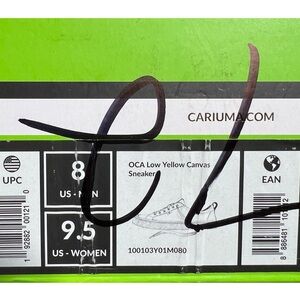 CARIUMA.COM
UPC
8
US - MEN
9.5
US - WOMEN
OCA Low Yellow Canvas
Sneaker
100103Y01M080
EAN